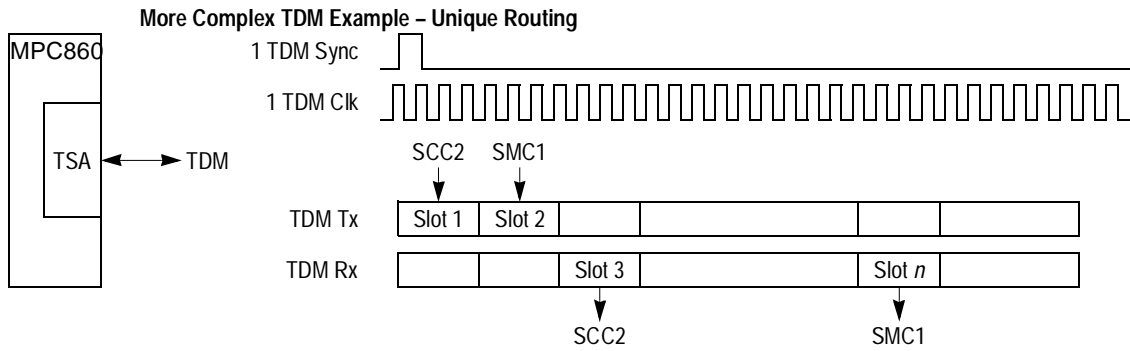 More Complex TDM Example – Unique Routing
MPC860
1 TDM Sync
1 TDM Clk
TSA
TDM
SCC2 SMC1
TDM Tx Slot 1 Slot 2
TDM Rx Slot 3 Slot n
SCC2 SMC1